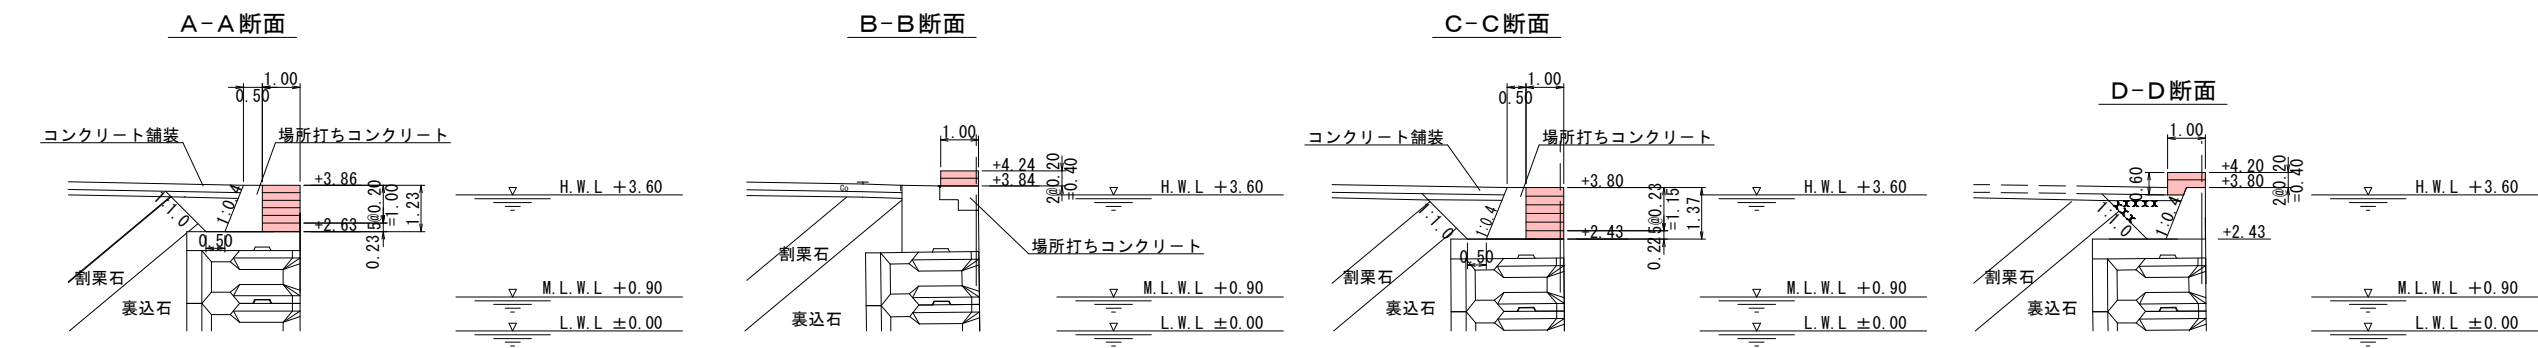 A-A断面
1.00
0.50
コンクリート舗装
場所打ちコンクリート
+3.86
+2.63
1:0.4
1:1.0
0.50
5@0.20
=1.00
0.23
1.23
割栗石
裏込石
H.W.L +3.60
M.L.W.L +0.90
L.W.L ±0.00
B-B断面
1.00
+4.24
+3.84
2@0.20
=0.40
Co
場所打ちコンクリート
割栗石
裏込石
H.W.L +3.60
M.L.W.L +0.90
L.W.L ±0.00
C-C断面
1.00
0.50
コンクリート舗装
場所打ちコンクリート
+3.80
+2.43
1:0.4
1:1.0
0.50
5@0.23
=1.15
0.22
1.37
割栗石
裏込石
H.W.L +3.60
M.L.W.L +0.90
L.W.L ±0.00
D-D断面
1.00
0.60
+4.20
+3.80
2@0.20
=0.40
1:0.4
1:1.0
+2.43
割栗石
裏込石
H.W.L +3.60
M.L.W.L +0.90
L.W.L ±0.00